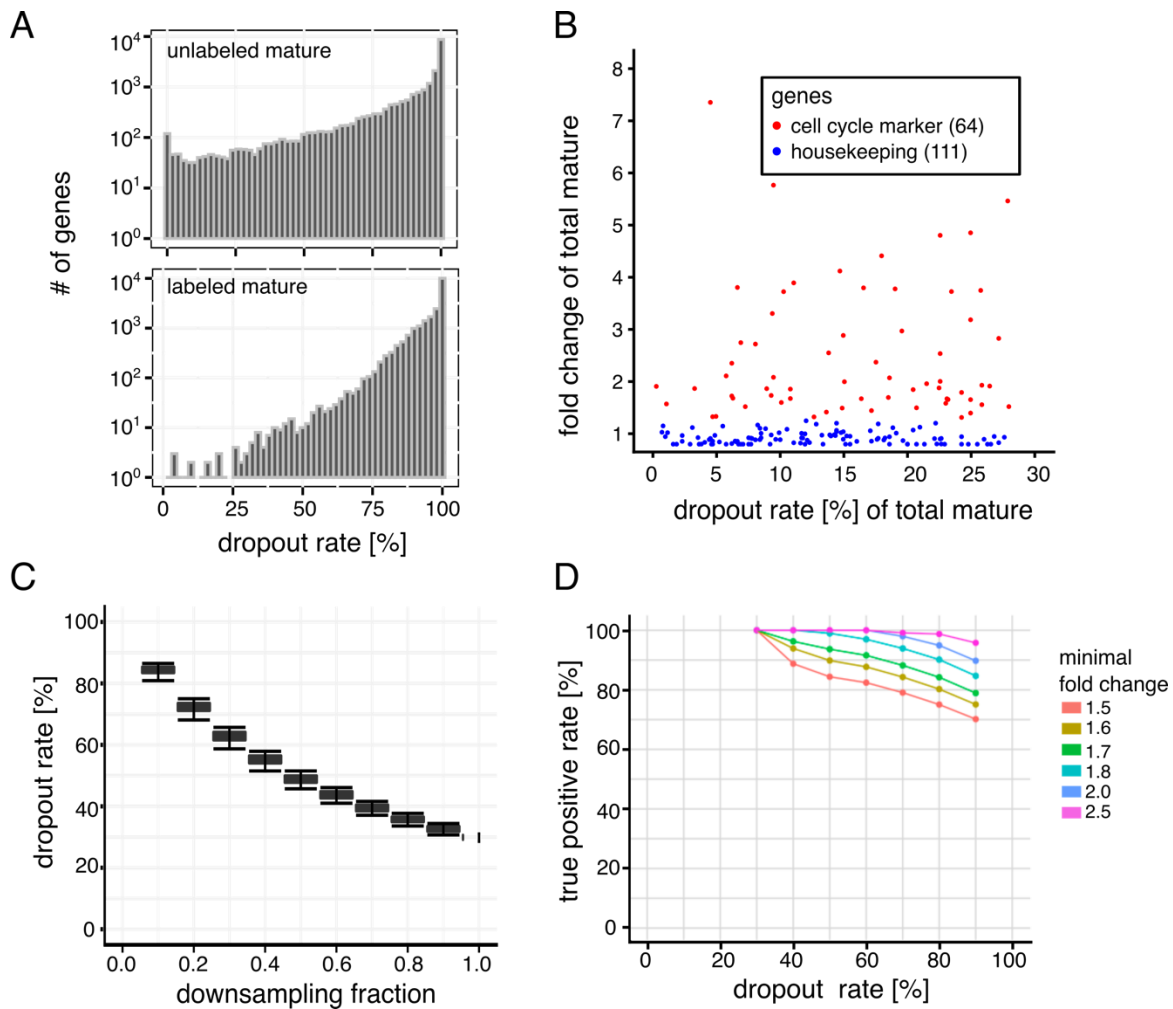 A
10⁴
unlabeled mature
10³
10²
10¹
10⁰
# of genes
10⁴
labeled mature
10³
10²
10¹
10⁰
0 25 50 75 100
dropout rate [%]
B
8
7
6
5
4
3
2
1
fold change of total mature
genes
cell cycle marker (64)
housekeeping (111)
0 5 10 15 20 25 30
dropout rate [%] of total mature
C
100
80
60
40
20
0
dropout rate [%]
0.0 0.2 0.4 0.6 0.8 1.0
downsampling fraction
D
100
80
60
40
20
0
true positive rate [%]
0 20 40 60 80 100
dropout rate [%]
minimal
fold change
1.5
1.6
1.7
1.8
2.0
2.5